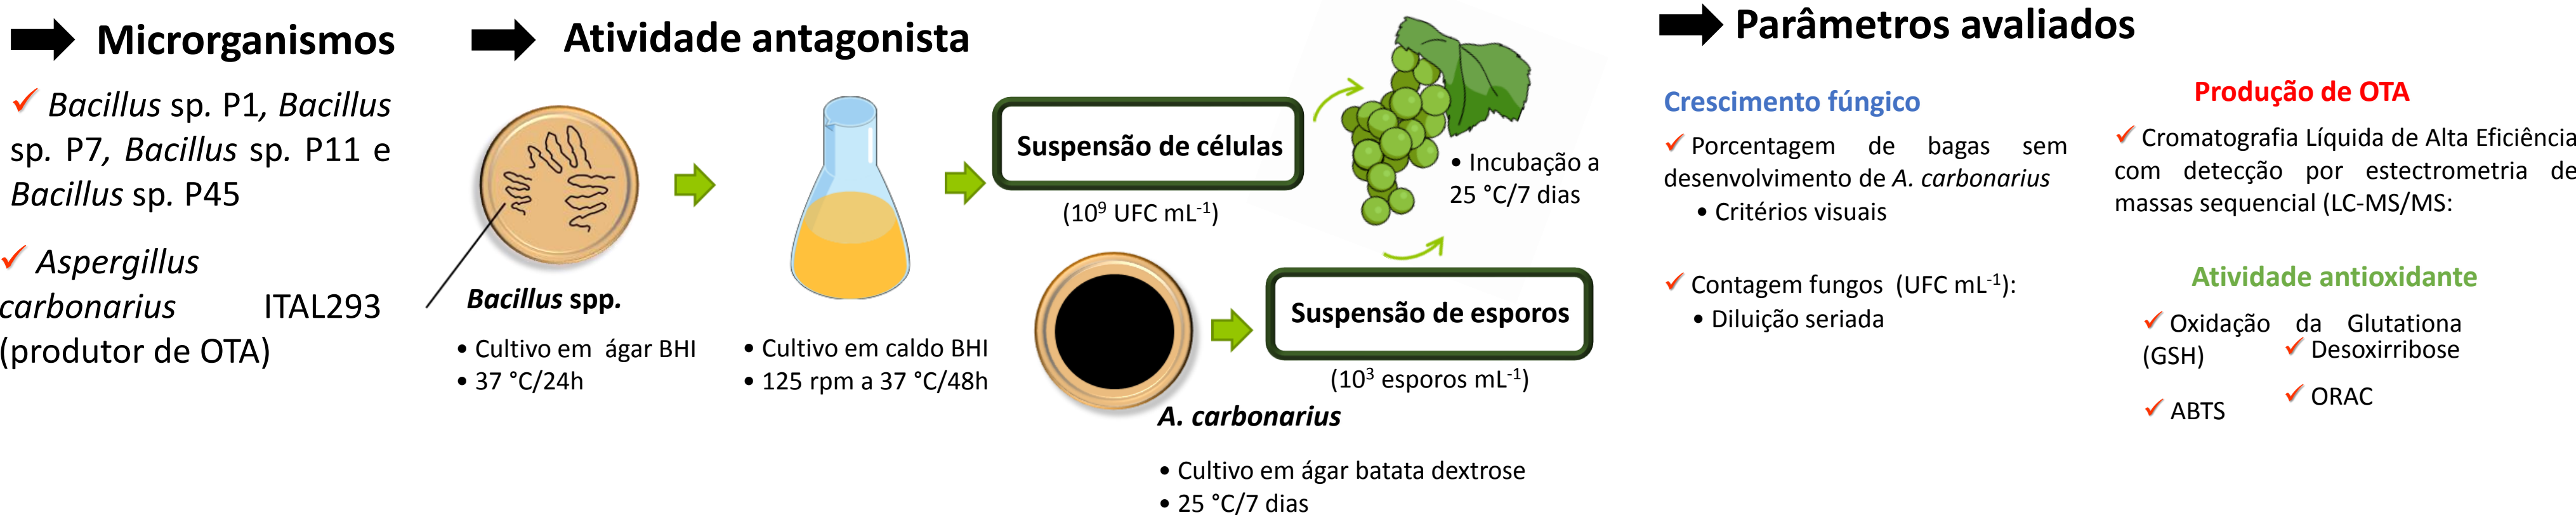 Microrganismos
✓ Bacillus sp. P1, Bacillus
sp. P7, Bacillus sp. P11 e
Bacillus sp. P45
✓ Aspergillus
carbonarius ITAL293
(produtor de OTA)
Atividade antagonista
Bacillus spp.
• Cultivo em ágar BHI
• 37 °C/24h
• Cultivo em caldo BHI
• 125 rpm a 37 °C/48h
Suspensão de células
(10⁹ UFC mL⁻¹)
• Incubação a
25 °C/7 dias
Suspensão de esporos
(10³ esporos mL⁻¹)
A. carbonarius
• Cultivo em ágar batata dextrose
• 25 °C/7 dias
Parâmetros avaliados
Crescimento fúngico
✓ Porcentagem de bagas sem
desenvolvimento de A. carbonarius
• Critérios visuais
✓ Contagem fungos (UFC mL⁻¹):
• Diluição seriada
Produção de OTA
✓ Cromatografia Líquida de Alta Eficiência
com detecção por estectrometria de
massas sequencial (LC-MS/MS:
Atividade antioxidante
✓ Oxidação da Glutationa
(GSH)
✓ Desoxirribose
✓ ABTS
✓ ORAC